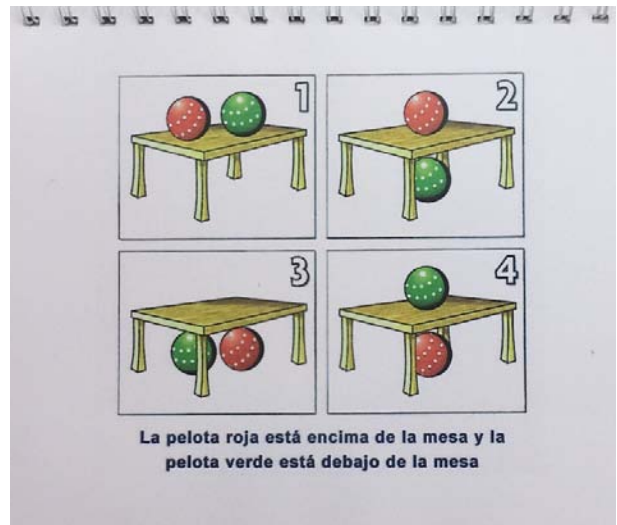 1
2
3
4
La pelota roja está encima de la mesa y la
pelota verde está debajo de la mesa